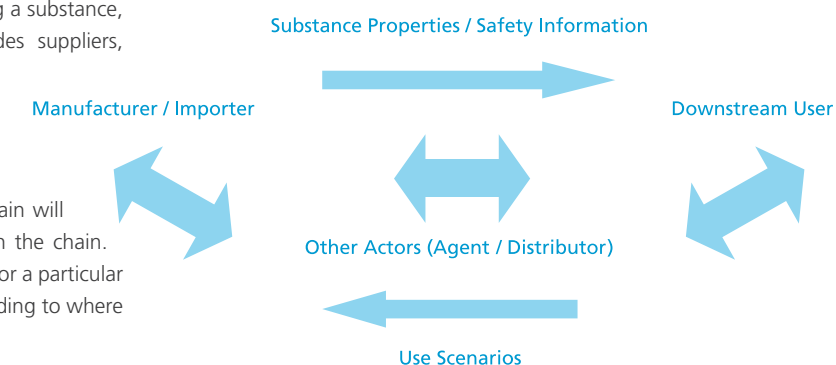 g a substance,
des suppliers,
ain will
n the chain.
or a particular
ding to where
Substance Properties / Safety Information
Manufacturer / Importer
Downstream User
Other Actors (Agent / Distributor)
Use Scenarios